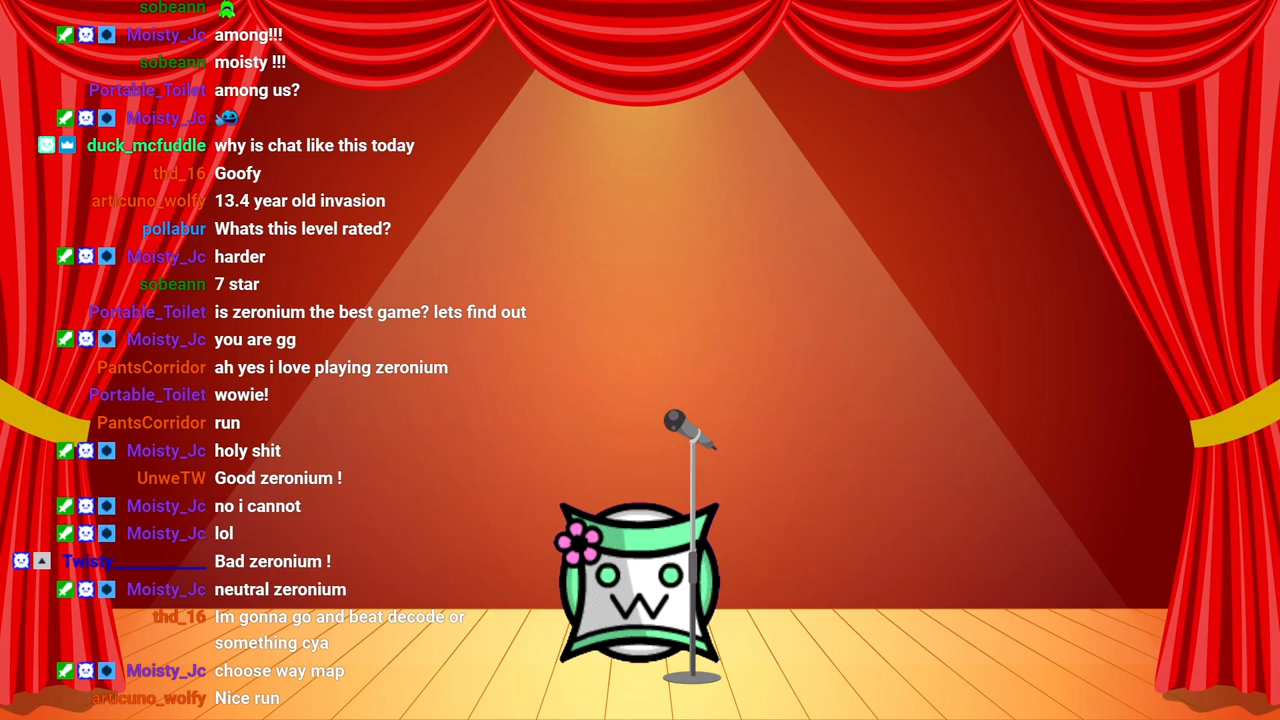 sobeann
Moisty_Jc among!!!
sobeann moisty !!!
Portable_Toilet among us?
Moisty_Jc
duck_mcfuddle why is chat like this today
thd_16 Goofy
articuno_wolfy 13.4 year old invasion
pollabur Whats this level rated?
Moisty_Jc harder
sobeann 7 star
Portable_Toilet is zeronium the best game? lets find out
Moisty_Jc you are gg
PantsCorridor ah yes i love playing zeronium
Portable_Toilet wowie!
PantsCorridor run
Moisty_Jc holy shit
UnweTW Good zeronium !
Moisty_Jc no i cannot
Moisty_Jc lol
Twisty__________ Bad zeronium !
Moisty_Jc neutral zeronium
thd_16 Im gonna go and beat decode or
something cya
Moisty_Jc choose way map
articuno_wolfy Nice run